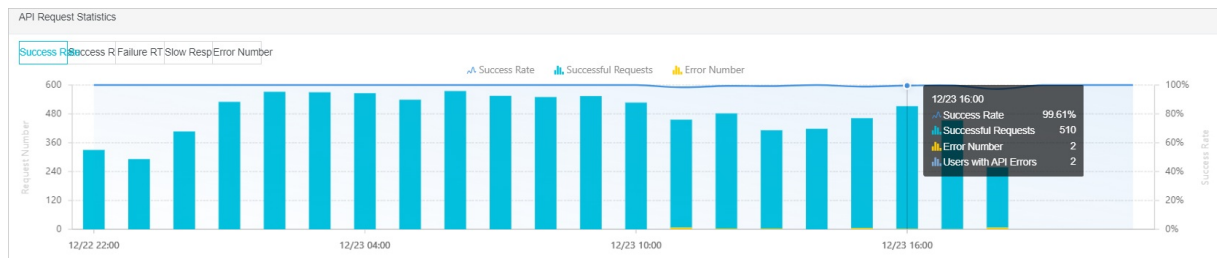 API Request Statistics
Success Rate Success R Failure RT Slow Resp Error Number
Success Rate Successful Requests Error Number
600 100%
12/23 16:00
480 80%
Success Rate 99.61%
Successful Requests 510
360 60%
Error Number 2
Users with API Errors 2
240 40%
120 20%
0 0%
Request Number
Success Rate
12/22 22:00 12/23 04:00 12/23 10:00 12/23 16:00